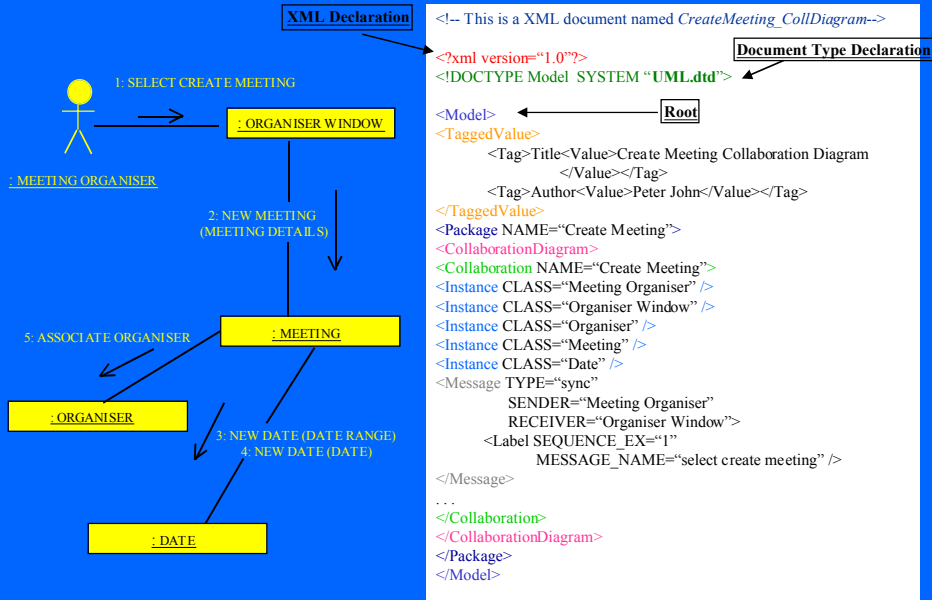 XML Declaration
1: SELECT CREATE MEETING
: ORGANISER WINDOW
: MEETING ORGANISER
2: NEW MEETING
(MEETING DETAILS)
5: ASSOCIATE ORGANISER
: MEETING
: ORGANISER
3: NEW DATE (DATE RANGE)
4: NEW DATE (DATE)
: DATE
<!-- This is a XML document named CreateMeeting_CollDiagram-->
Document Type Declaration
<?xml version=“1.0”?>
<!DOCTYPE Model SYSTEM “UML.dtd”>
Root
<Model>
<TaggedValue>
<Tag>Title<Value>Create Meeting Collaboration Diagram
</Value></Tag>
<Tag>Author<Value>Peter John</Value></Tag>
</TaggedValue>
<Package NAME=“Create Meeting”>
<CollaborationDiagram>
<Collaboration NAME=“Create Meeting”>
<Instance CLASS=“Meeting Organiser” />
<Instance CLASS=“Organiser Window” />
<Instance CLASS=“Organiser” />
<Instance CLASS=“Meeting” />
<Instance CLASS=“Date” />
<Message TYPE=“sync”
SENDER=“Meeting Organiser”
RECEIVER=“Organiser Window”>
<Label SEQUENCE_EX=“1”
MESSAGE_NAME=“select create meeting” />
</Message>
. . .
</Collaboration>
</CollaborationDiagram>
</Package>
</Model>